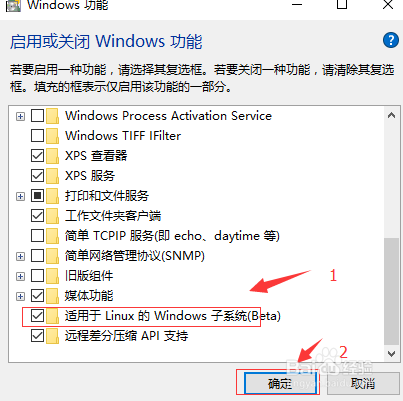 Windows 功能
启用或关闭 Windows 功能
若要启用一种功能，请选择其复选框。若要关闭一种功能，请清除其复选
框。填充的框表示仅启用该功能的一部分。
Windows Process Activation Service
Windows TIFF IFilter
XPS 查看器
XPS 服务
打印和文件服务
工作文件夹客户端
简单 TCPIP 服务(即 echo、daytime 等)
简单网络管理协议(SNMP)
旧版组件
媒体功能
1
适用于 Linux 的 Windows 子系统(Beta)
远程差分压缩 API 支持
2
Baidu经验
确定
取消